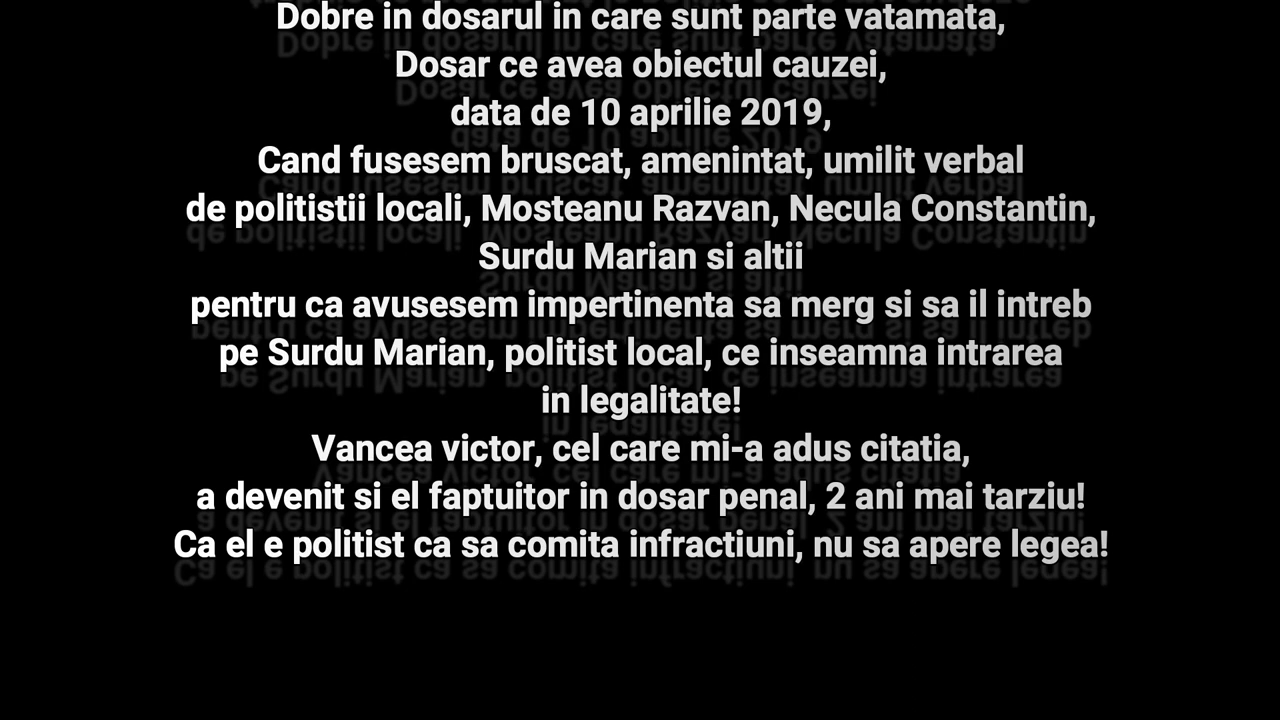 Dobre in dosarul in care sunt parte vatamata,
Dosar ce avea obiectul cauzei,
data de 10 aprilie 2019,
Cand fusesem bruscat, amenintat, umilit verbal
de politistii locali, Mosteanu Razvan, Necula Constantin,
Surdu Marian si altii
pentru ca avusesem impertinenta sa merg si sa il intreb
pe Surdu Marian, politist local, ce inseamna intrarea
in legalitate!
Vancea victor, cel care mi-a adus citatia,
a devenit si el faptuitor in dosar penal, 2 ani mai tarziu!
Ca el e politist ca sa comita infractiuni, nu sa apere legea!